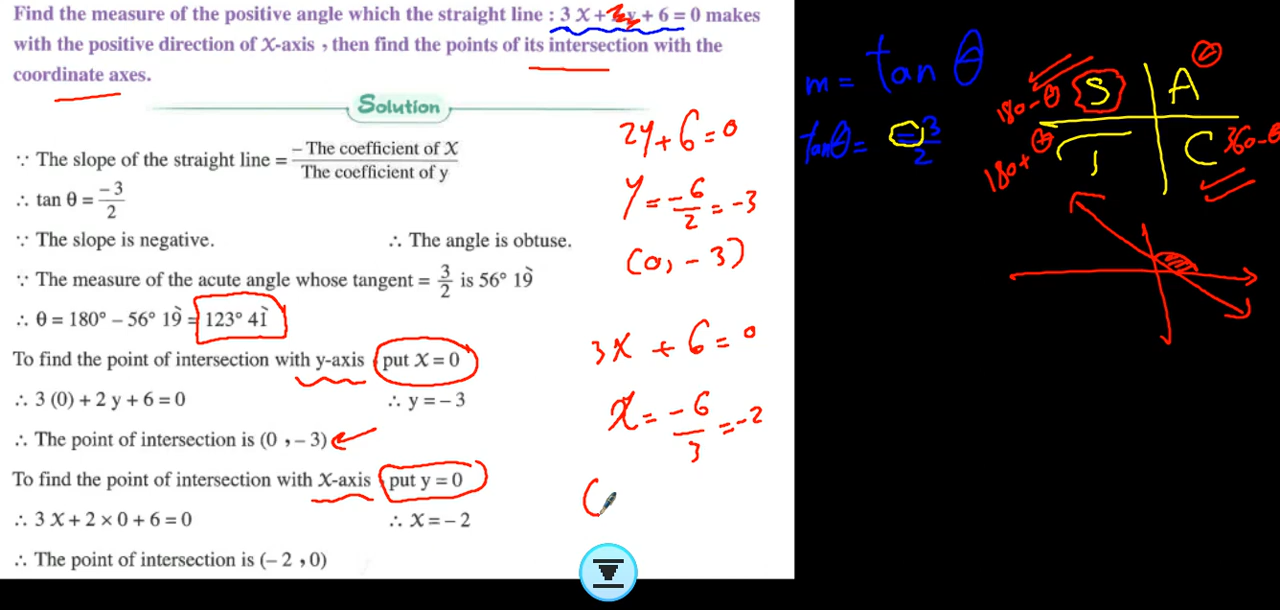 Find the measure of the positive angle which the straight line : 3 X + 2y + 6 = 0 makes
with the positive direction of X-axis , then find the points of its intersection with the
coordinate axes.
Solution
∵ The slope of the straight line = − The coefficient of X / The coefficient of y
∴ tan θ = −3/2
∵ The slope is negative. ∴ The angle is obtuse.
∵ The measure of the acute angle whose tangent = 3/2 is 56° 19̀
∴ θ = 180° − 56° 19̀ = 123° 41̀
To find the point of intersection with y-axis put X = 0
∴ 3 (0) + 2 y + 6 = 0 ∴ y = − 3
∴ The point of intersection is (0 , − 3)
To find the point of intersection with X-axis put y = 0
∴ 3 X + 2 × 0 + 6 = 0 ∴ X = − 2
∴ The point of intersection is (− 2 , 0)
2y + 6 = 0
y = −6/2 = −3
(0, −3)
3x + 6 = 0
x = −6/3 = −2
(
m = tan θ
tanθ = −3/2
180 − θ S A
180 + θ T C 360 − θ